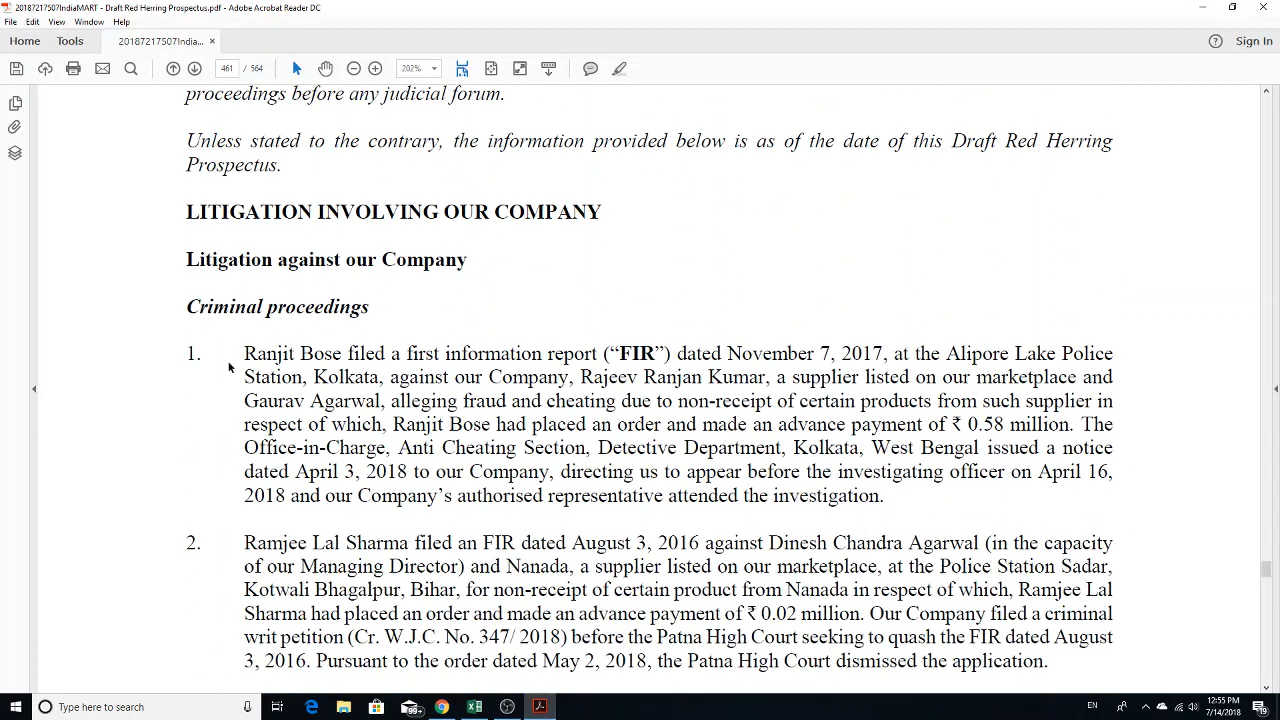 20187217507IndiaMART - Draft Red Herring Prospectus.pdf - Adobe Acrobat Reader DC
File Edit View Window Help
Home Tools 20187217507India... × Sign In
461 / 564 202%
proceedings before any judicial forum.
Unless stated to the contrary, the information provided below is as of the date of this Draft Red Herring
Prospectus.
LITIGATION INVOLVING OUR COMPANY
Litigation against our Company
Criminal proceedings
1. Ranjit Bose filed a first information report (“FIR”) dated November 7, 2017, at the Alipore Lake Police
Station, Kolkata, against our Company, Rajeev Ranjan Kumar, a supplier listed on our marketplace and
Gaurav Agarwal, alleging fraud and cheating due to non-receipt of certain products from such supplier in
respect of which, Ranjit Bose had placed an order and made an advance payment of ₹ 0.58 million. The
Office-in-Charge, Anti Cheating Section, Detective Department, Kolkata, West Bengal issued a notice
dated April 3, 2018 to our Company, directing us to appear before the investigating officer on April 16,
2018 and our Company’s authorised representative attended the investigation.
2. Ramjee Lal Sharma filed an FIR dated August 3, 2016 against Dinesh Chandra Agarwal (in the capacity
of our Managing Director) and Nanada, a supplier listed on our marketplace, at the Police Station Sadar,
Kotwali Bhagalpur, Bihar, for non-receipt of certain product from Nanada in respect of which, Ramjee Lal
Sharma had placed an order and made an advance payment of ₹ 0.02 million. Our Company filed a criminal
writ petition (Cr. W.J.C. No. 347/ 2018) before the Patna High Court seeking to quash the FIR dated August
3, 2016. Pursuant to the order dated May 2, 2018, the Patna High Court dismissed the application.
Type here to search 99+ EN 12:55 PM
7/14/2018